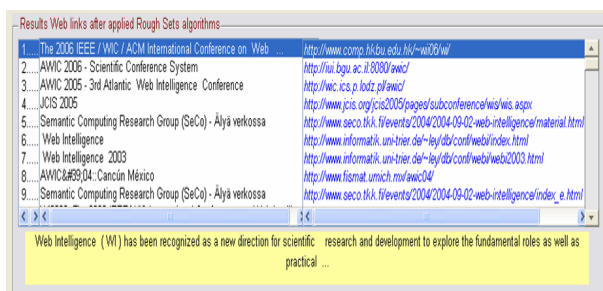 Results Web links after applied Rough Sets algorithms
1..... The 2006 IEEE / WIC / ACM International Conference on Web ... http://www.comp.hkbu.edu.hk/~wii06/wi/
2..... AWIC 2006 - Scientific Conference System http://iui.bgu.ac.il:8080/awic/
3..... AWIC 2005 - 3rd Atlantic Web Intelligence Conference http://wic.ics.p.lodz.pl/awic/
4..... JCIS 2005 http://www.jcis.org/jcis2005/pages/subconference/wis/wis.aspx
5..... Semantic Computing Research Group (SeCo) - Älyä verkossa http://www.seco.tkk.fi/events/2004/2004-09-02-web-intelligence/material.html
6..... Web Intelligence http://www.informatik.uni-trier.de/~ley/db/conf/webi/index.html
7..... Web Intelligence 2003 http://www.informatik.uni-trier.de/~ley/db/conf/webi/webi2003.html
8..... AWIC&#39;04::Cancún México http://www.fismat.umich.mx/awic04/
9..... Semantic Computing Research Group (SeCo) - Älyä verkossa http://www.seco.tkk.fi/events/2004/2004-09-02-web-intelligence/index_e.html
Web Intelligence (WI) has been recognized as a new direction for scientific research and development to explore the fundamental roles as well as
practical ...